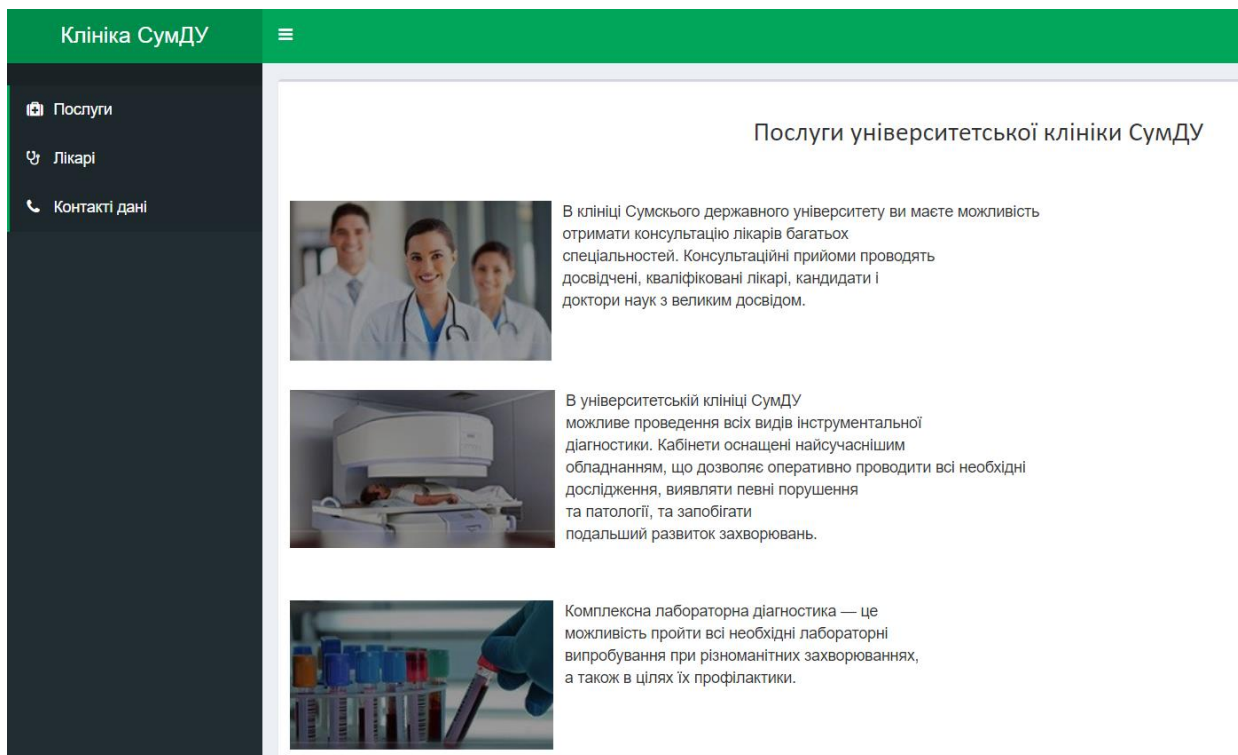 Клініка СумДУ
Послуги
Лікарі
Контакті дані
Послуги університетської клініки СумДУ
В клініці Сумскього державного університету ви маєте можливість
отримати консультацію лікарів багатьох
спеціальностей. Консультаційні прийоми проводять
досвідчені, кваліфіковані лікарі, кандидати і
доктори наук з великим досвідом.
В університетській клініці СумДУ
можливе проведення всіх видів інструментальної
діагностики. Кабінети оснащені найсучаснішим
обладнанням, що дозволяє оперативно проводити всі необхідні
дослідження, виявляти певні порушення
та патології, та запобігати
подальший развиток захворювань.
Комплексна лабораторна діагностика — це
можливість пройти всі необхідні лабораторні
випробування при різноманітних захворюваннях,
а також в цілях їх профілактики.